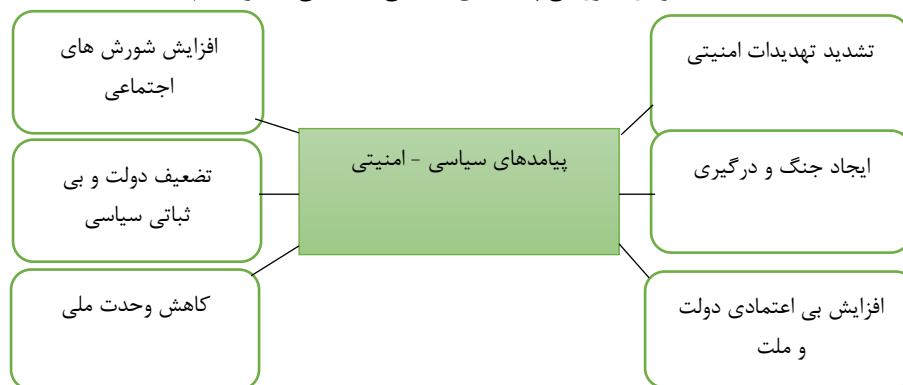 تشدید تهدیدات امنیتی
افزایش شورش های
اجتماعی
پیامدهای سیاسی - امنیتی
ایجاد جنگ و درگیری
تضعیف دولت و بی
ثباتی سیاسی
افزایش بی اعتمادی دولت
و ملت
کاهش وحدت ملی